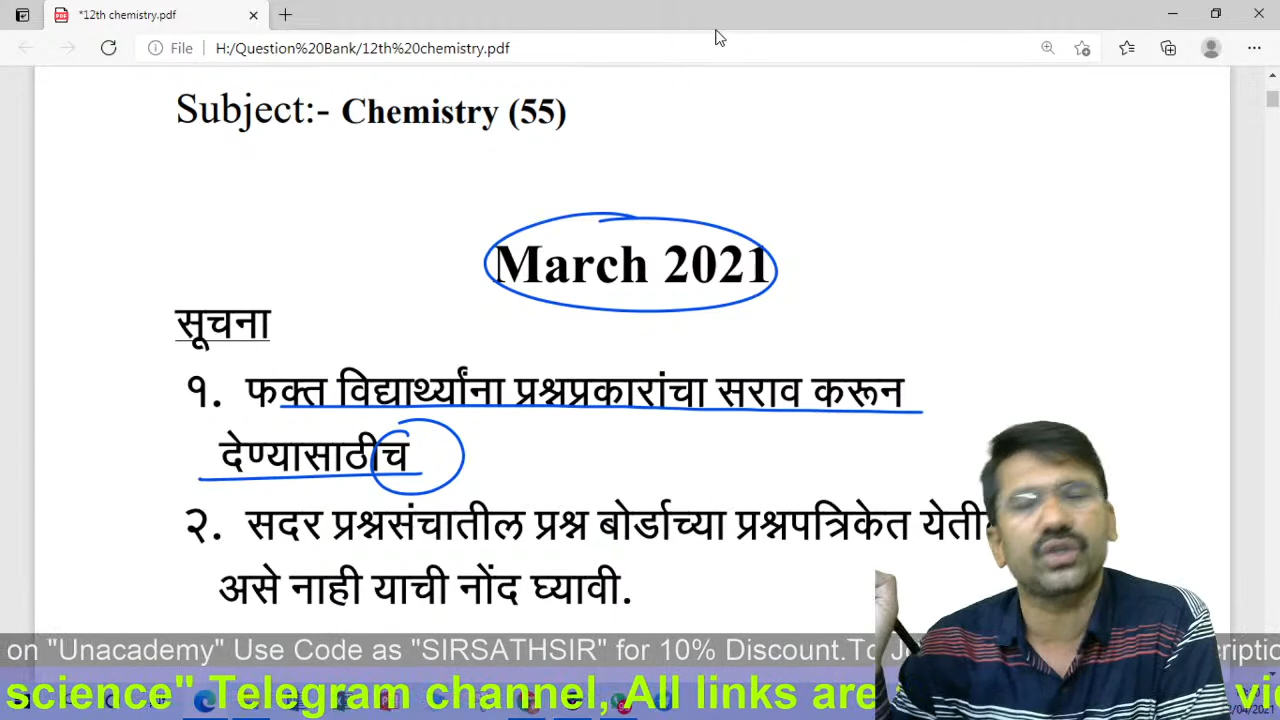 *12th chemistry.pdf
File H:/Question%20Bank/12th%20chemistry.pdf
Subject:- Chemistry (55)
March 2021
सूचना
१. फक्त विद्यार्थ्यांना प्रश्नप्रकारांचा सराव करून
देण्यासाठीच
२. सदर प्रश्नसंचातील प्रश्न बोर्डाच्या प्रश्नपत्रिकेत
असे नाही याची नोंद घ्यावी.
on "Unacademy" Use Code as "SIRSATHSIR" for 10% Discount.To
science" Telegram channel, All links are